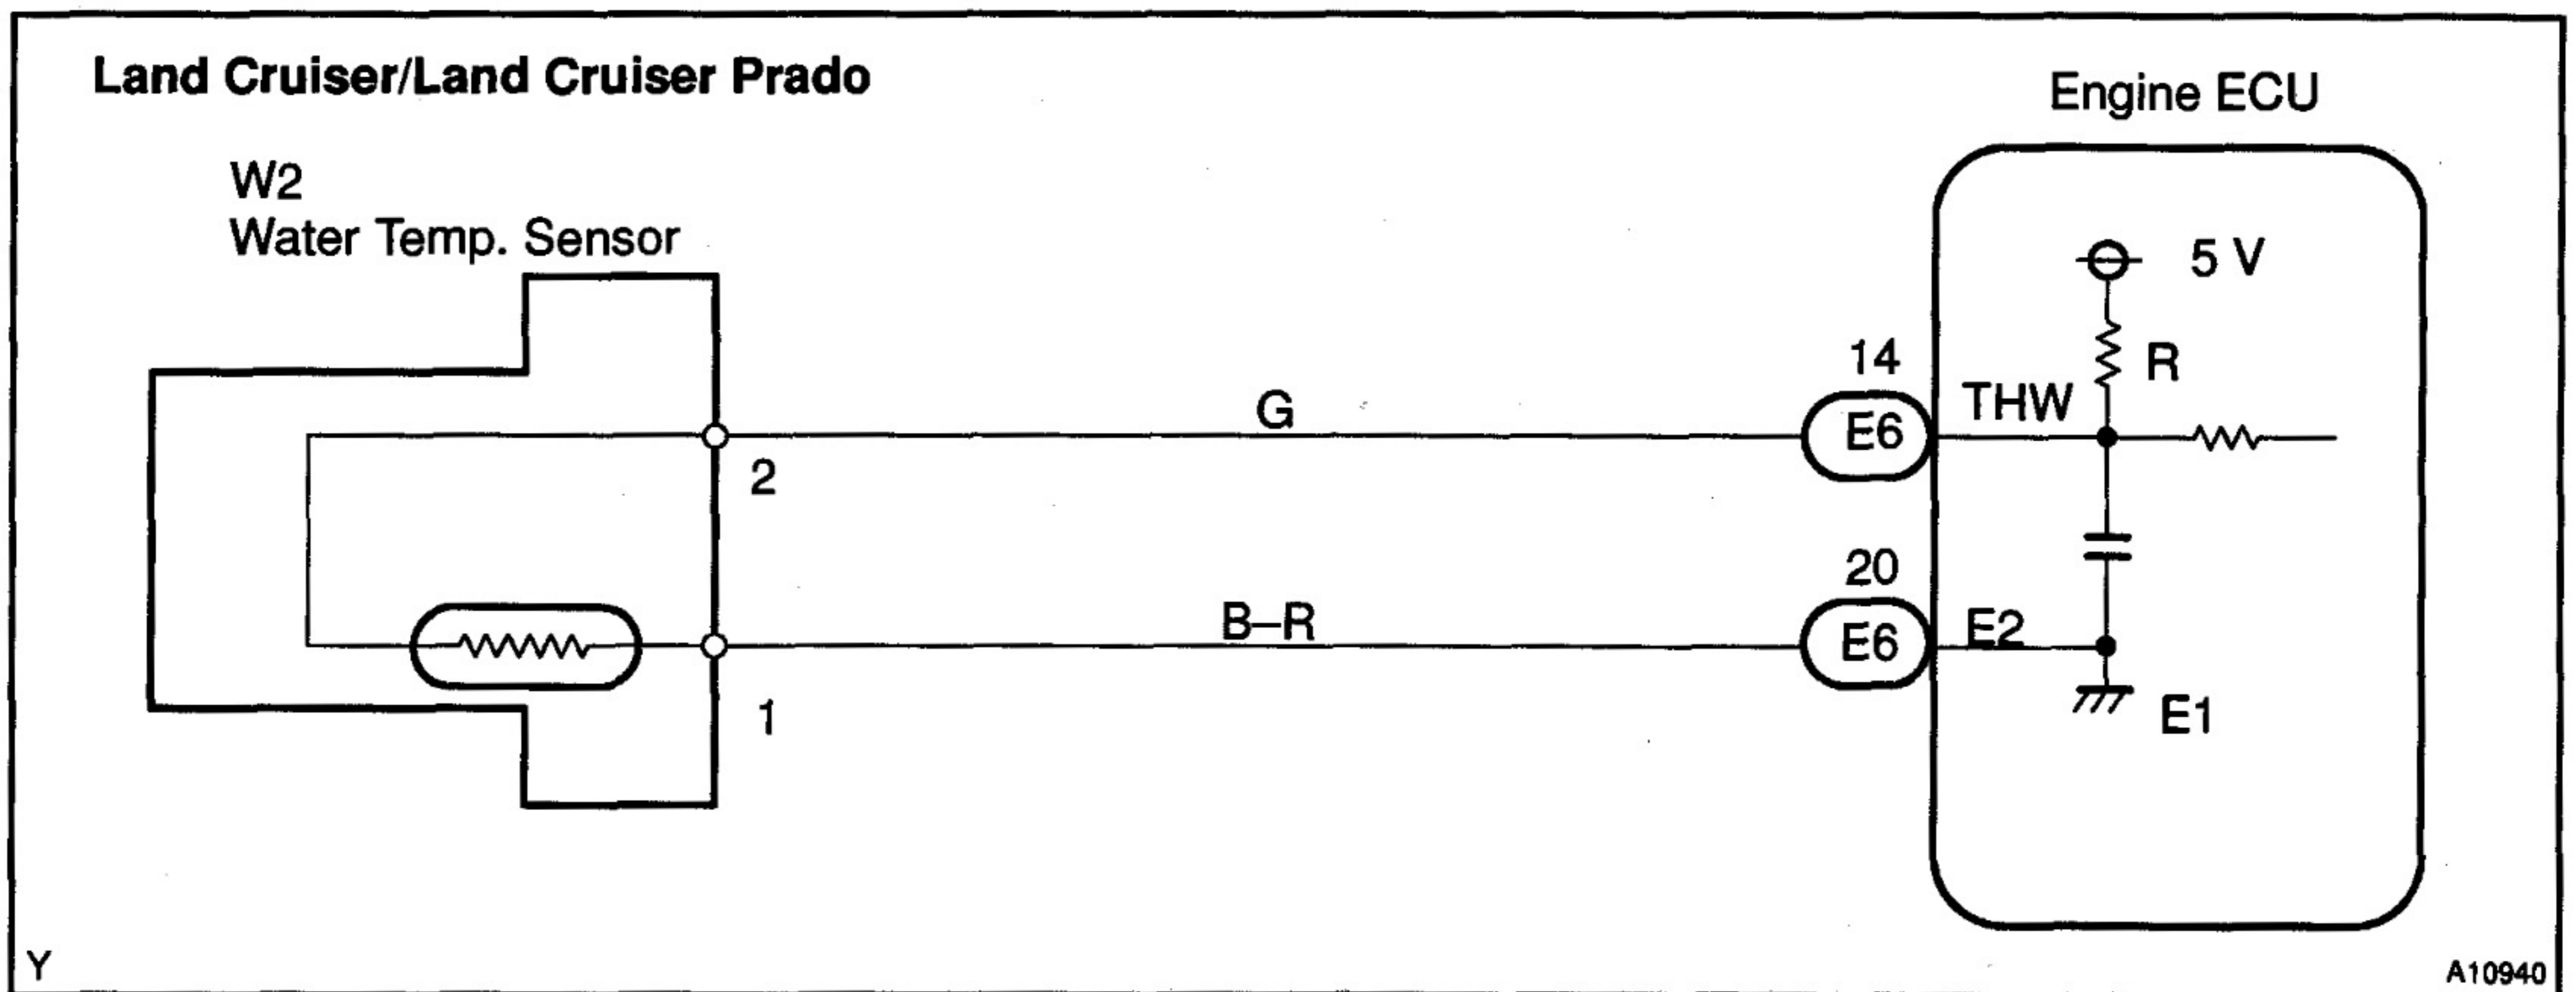 Land Cruiser/Land Cruiser Prado
Engine ECU
W2
Water Temp. Sensor
5 V
14
R
G
THW
E6
2
20
B–R
E2
E6
1
E1
Y
A10940